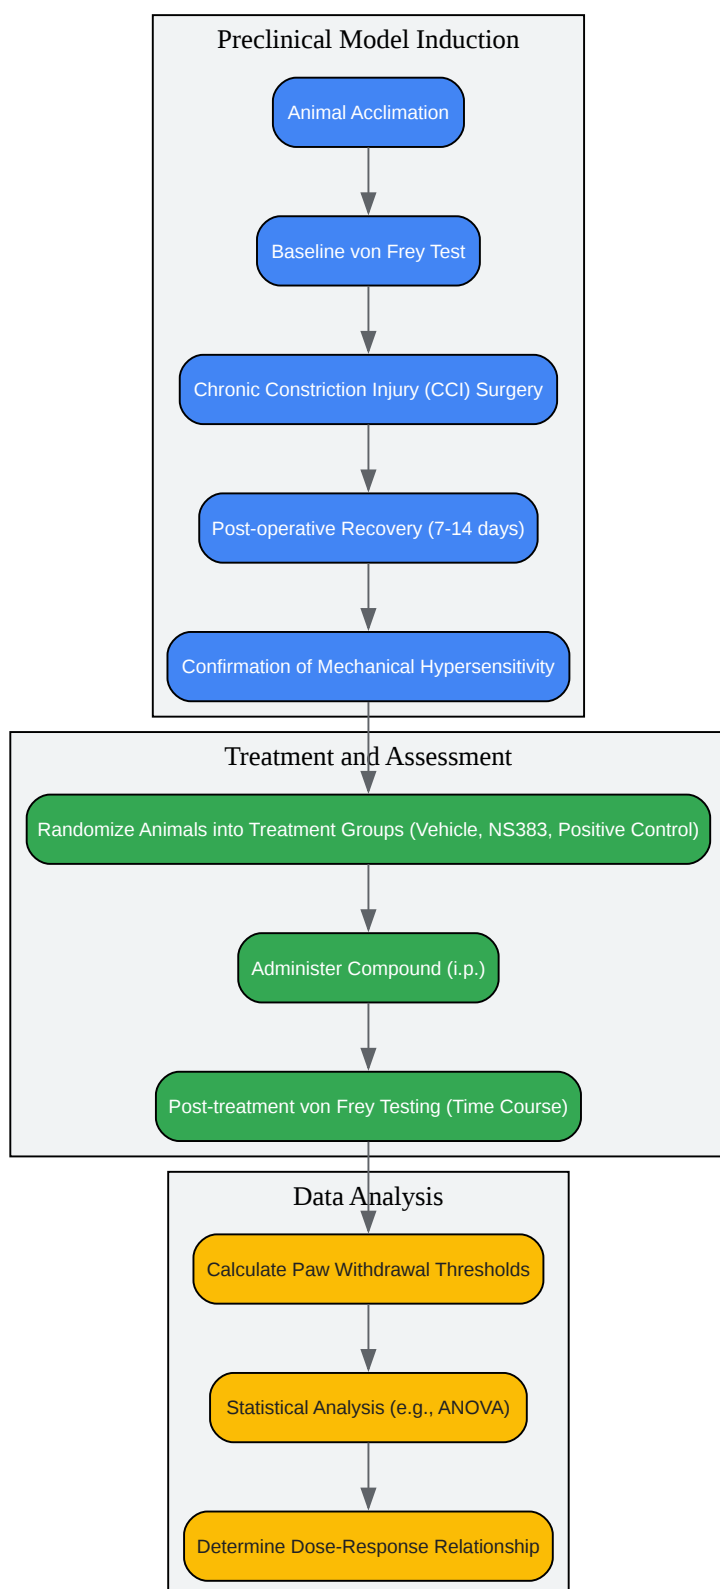 Preclinical Model Induction
Animal Acclimation
Baseline von Frey Test
Chronic Constriction Injury (CCI) Surgery
Post-operative Recovery (7-14 days)
Confirmation of Mechanical Hypersensitivity
Treatment and Assessment
Randomize Animals into Treatment Groups (Vehicle, NS383, Positive Control)
Administer Compound (i.p.)
Post-treatment von Frey Testing (Time Course)
Data Analysis
Calculate Paw Withdrawal Thresholds
Statistical Analysis (e.g., ANOVA)
Determine Dose-Response Relationship